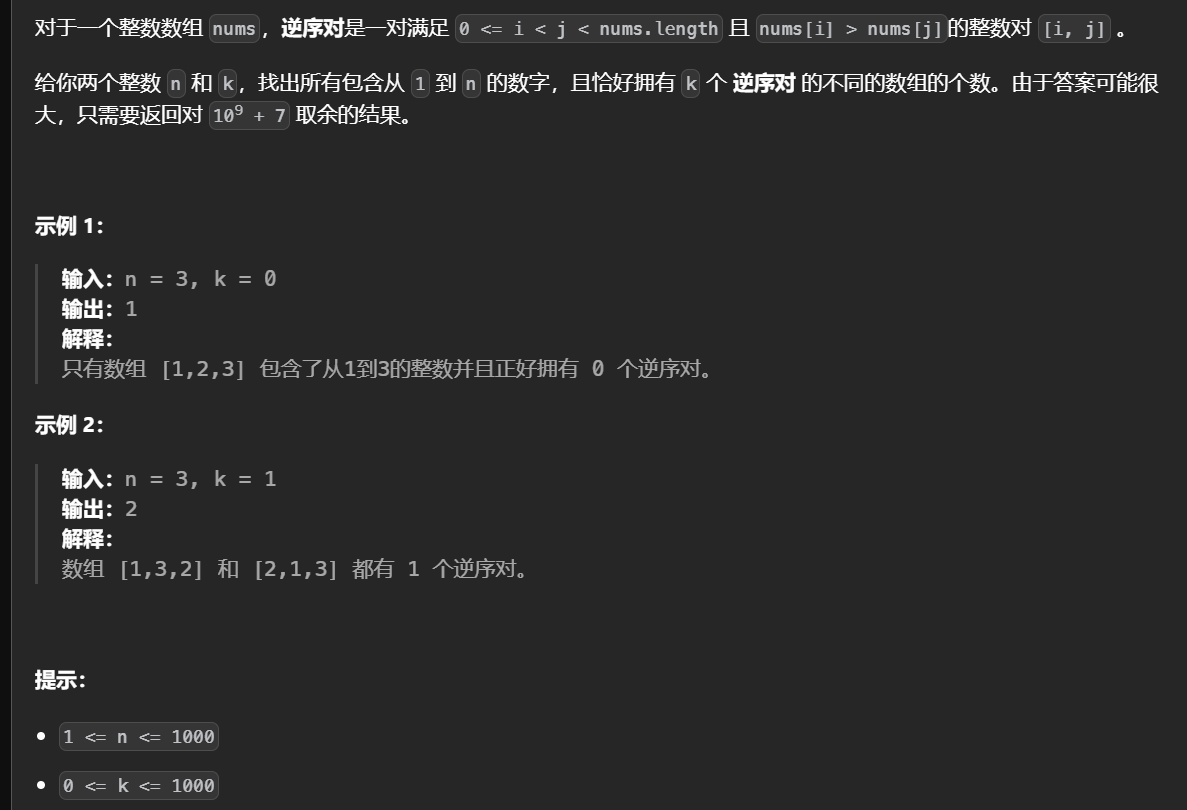 对于一个整数数组 nums，逆序对是一对满足 0 <= i < j < nums.length 且 nums[i] > nums[j]的整数对 [i, j] 。
给你两个整数 n 和 k，找出所有包含从 1 到 n 的数字，且恰好拥有 k 个 逆序对 的不同的数组的个数。由于答案可能很
大，只需要返回对 10⁹ + 7 取余的结果。
示例 1：
输入：n = 3, k = 0
输出：1
解释：
只有数组 [1,2,3] 包含了从1到3的整数并且正好拥有 0 个逆序对。
示例 2：
输入：n = 3, k = 1
输出：2
解释：
数组 [1,3,2] 和 [2,1,3] 都有 1 个逆序对。
提示：
• 1 <= n <= 1000
• 0 <= k <= 1000